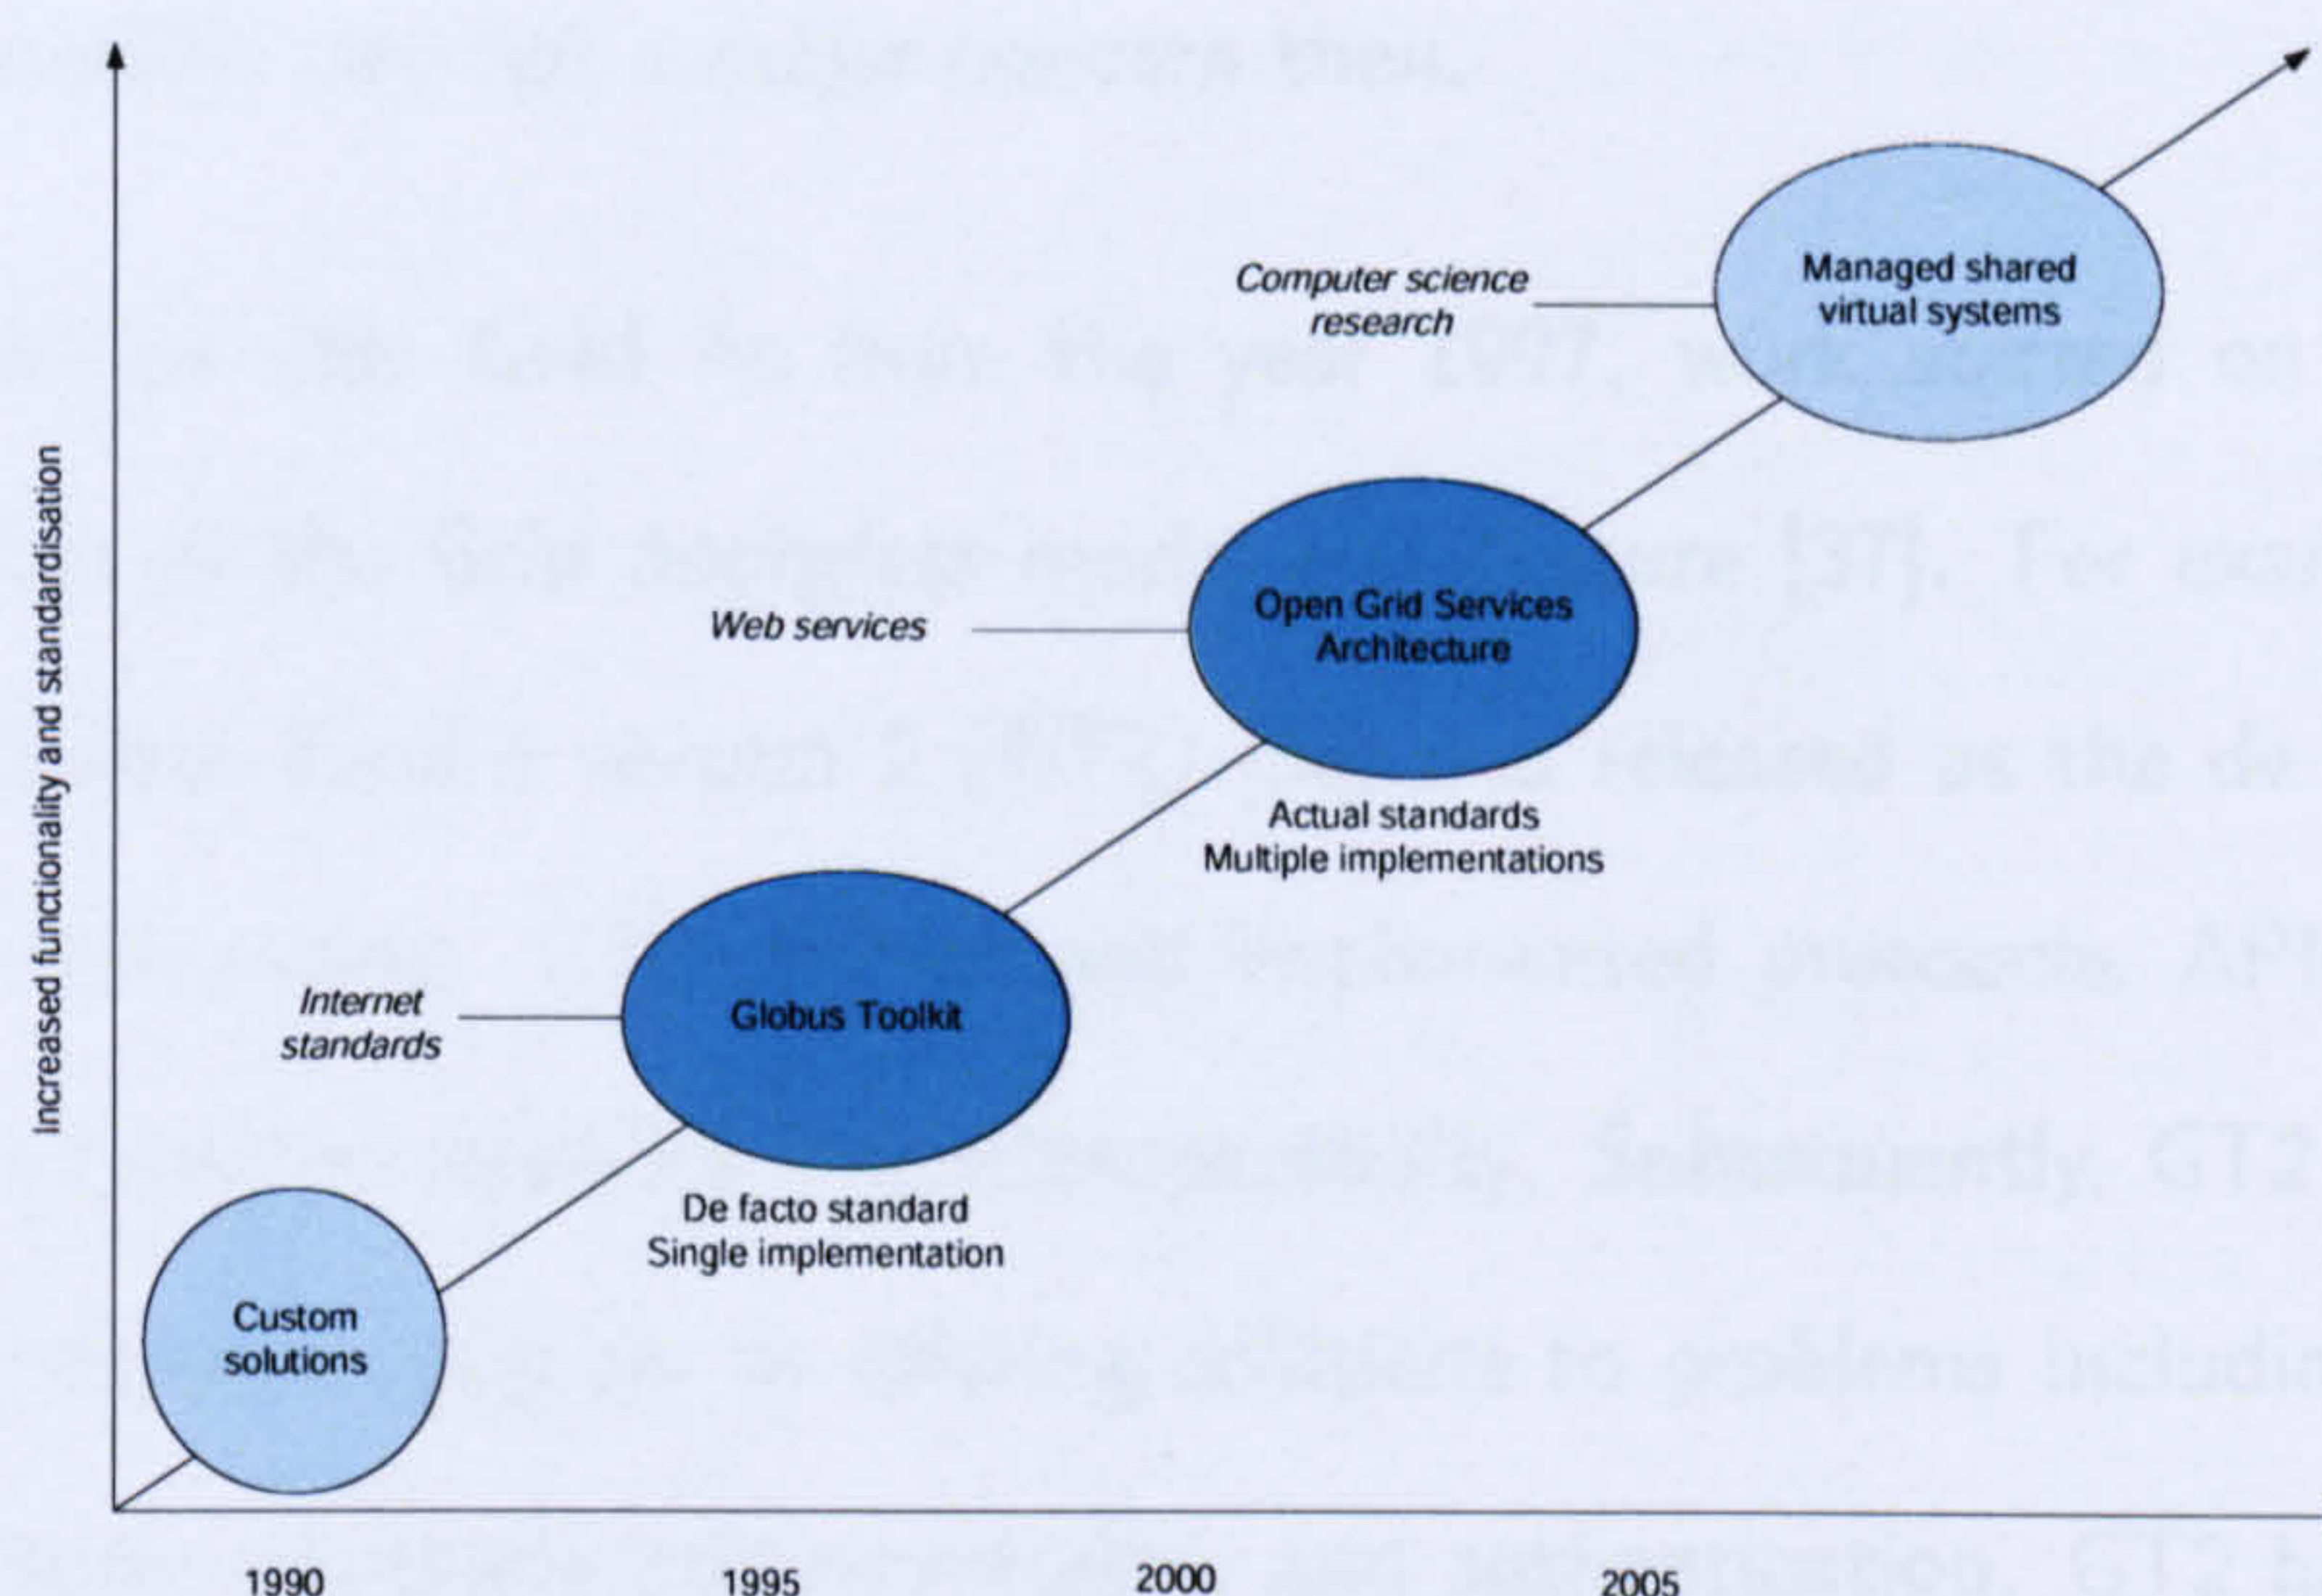 Increased functionality and standardisation
Computer science
research
Managed shared
virtual systems
Web services
Open Grid Services
Architecture
Actual standards
Multiple implementations
Internet
standards
Globus Toolkit
De facto standard
Single implementation
Custom
solutions
1990
1995
2000
2005